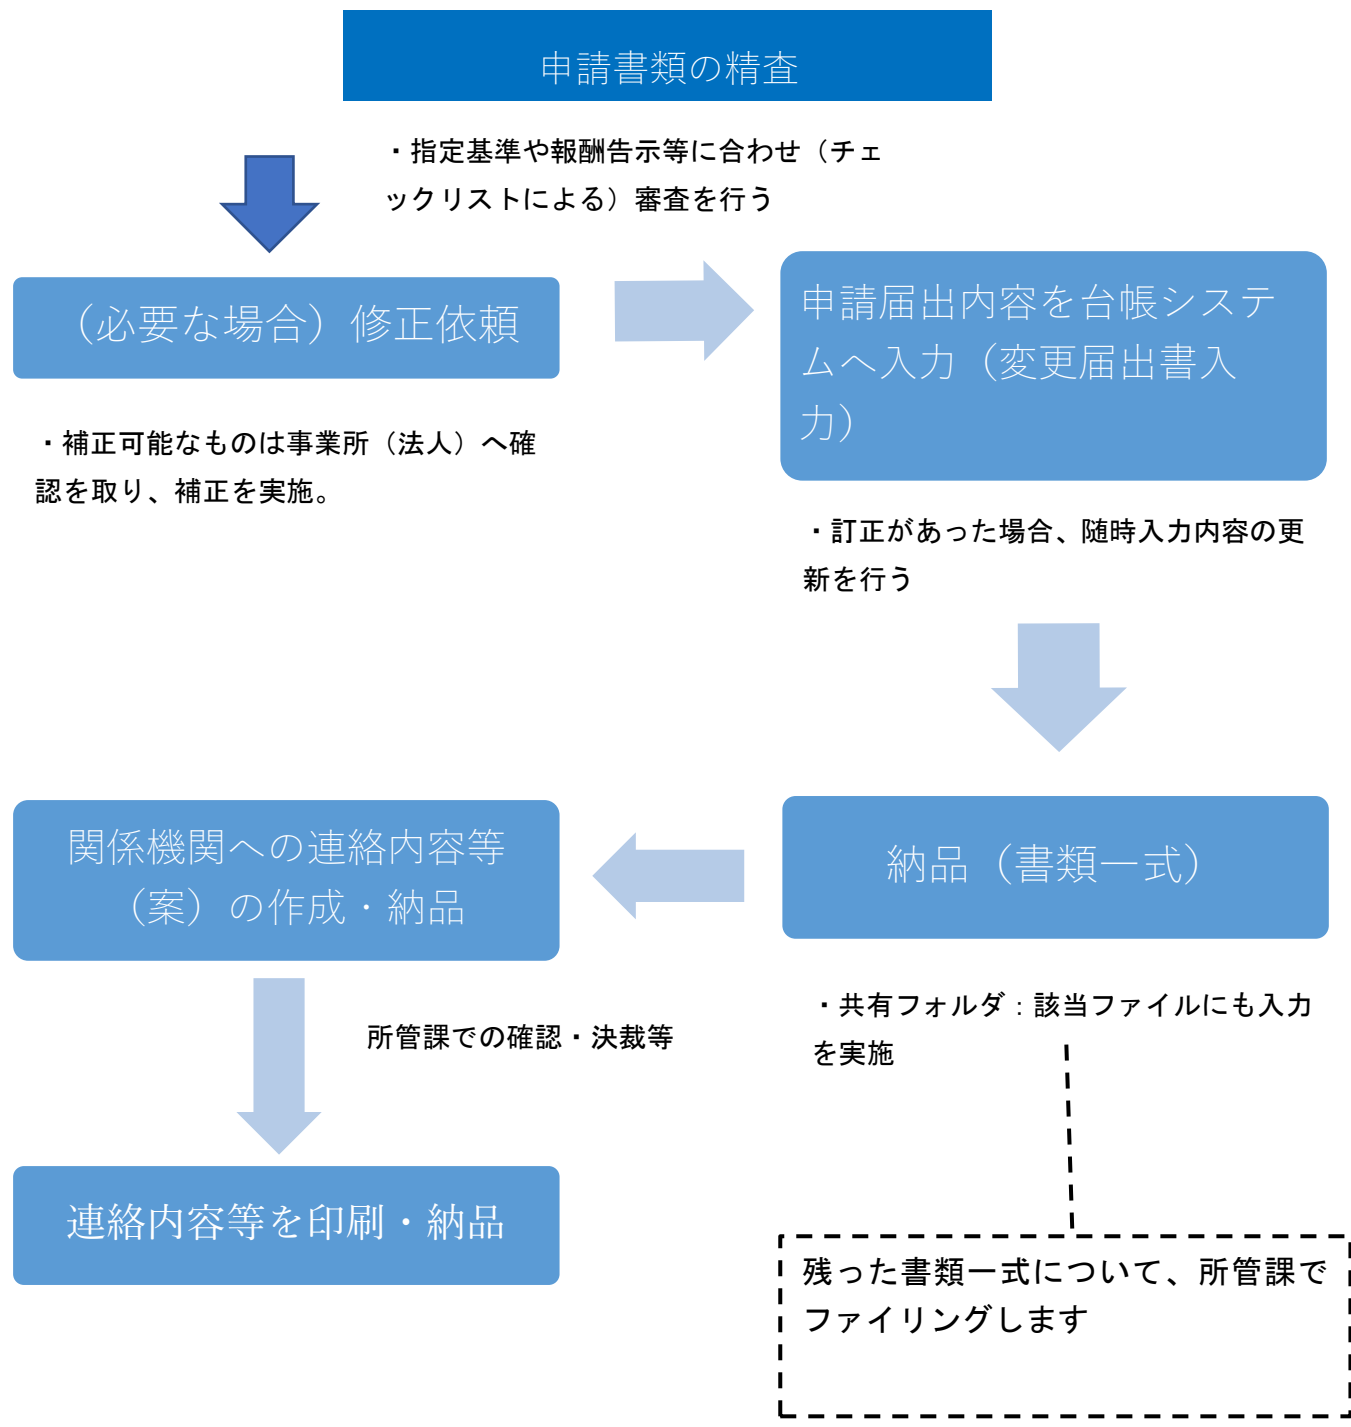 申請書類の精査
・指定基準や報酬告示等に合わせ（チェ
ックリストによる）審査を行う
（必要な場合）修正依頼
・補正可能なものは事業所（法人）へ確
認を取り、補正を実施。
申請届出内容を台帳システ
ムへ入力（変更届出書入
力）
・訂正があった場合、随時入力内容の更
新を行う
納品（書類一式）
・共有フォルダ：該当ファイルにも入力
を実施
残った書類一式について、所管課で
ファイリングします
関係機関への連絡内容等
（案）の作成・納品
所管課での確認・決裁等
連絡内容等を印刷・納品